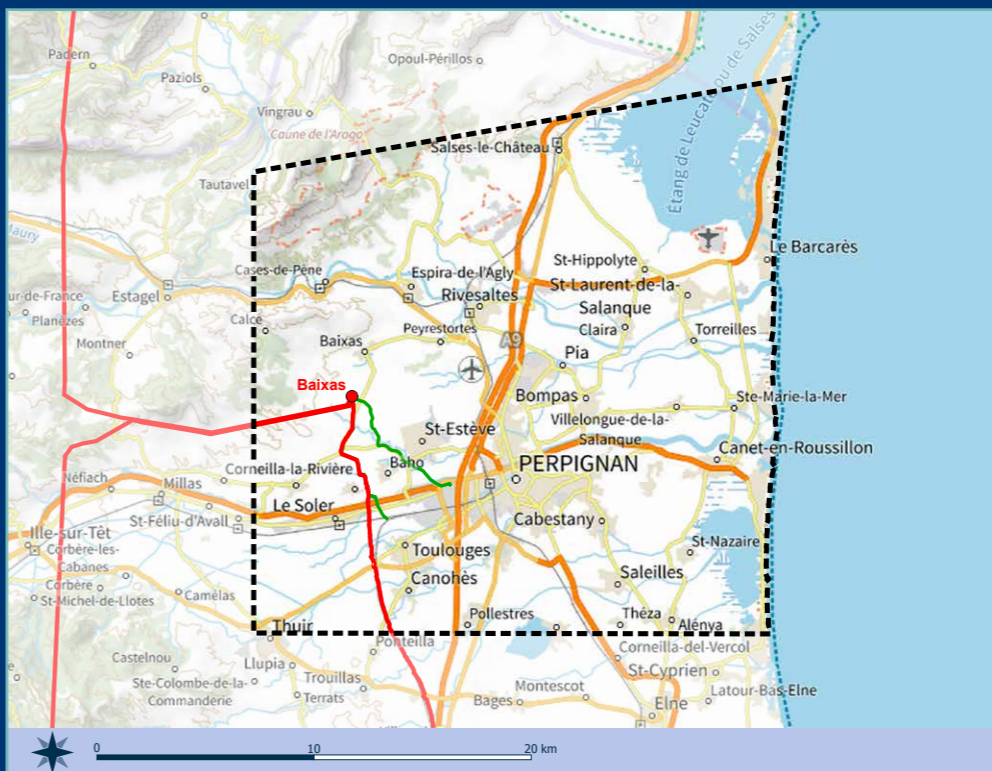 Padern
Opoul-Périllos
Paziols
Étang de Leucate ou de Salses
Vingrau
Caune de l'Arago
Salses-le-Château
Tautavel
Maury
Le Barcarès
St-Hippolyte
Cases-de-Pène
Espira-de-l'Agly
St-Laurent-de-la-
Salanque
ur-de-France
Estagel
Rivesaltes
Planèzes
Calce
Peyrestortes
Claira
Torreilles
Montner
Baixas
A9
Pia
Baixas
Bompas
Ste-Marie-la-Mer
Villelongue-de-la-
Salanque
St-Estève
Canet-en-Roussillon
Corneilla-la-Rivière
Baho
PERPIGNAN
Néfiach
Millas
Le Soler
St-Féliu-d'Avall
Cabestany
Ille-sur-Têt
St-Nazaire
Corbère-les-
Cabanes
Toulouges
Corbère
Canohès
Saleilles
St-Michel-de-Llotes
Camélas
Pollestres
Théza
Alénya
Thuir
Ponteilla
Corneilla-del-Vercol
Castelnou
Llupia
St-Cyprien
Ste-Colombe-de-la-
Commanderie
Trouillas
Terrats
Montescot
Latour-Bas-Elne
Bages
Elne
0 10 20 km